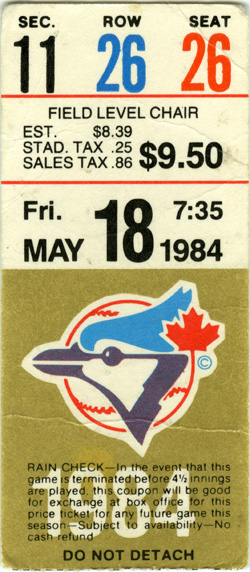 SEC. ROW SEAT
11 26 26
FIELD LEVEL CHAIR
EST. $8.39
STAD. TAX .25
SALES TAX .86 $9.50
Fri. 7:35
MAY 18 1984
©
RAIN CHECK—In the event that this
game is terminated before 4½ innings
are played, this coupon will be good
for exchange at box office for this
price ticket for any future game this
season—Subject to availability—No
cash refund
DO NOT DETACH